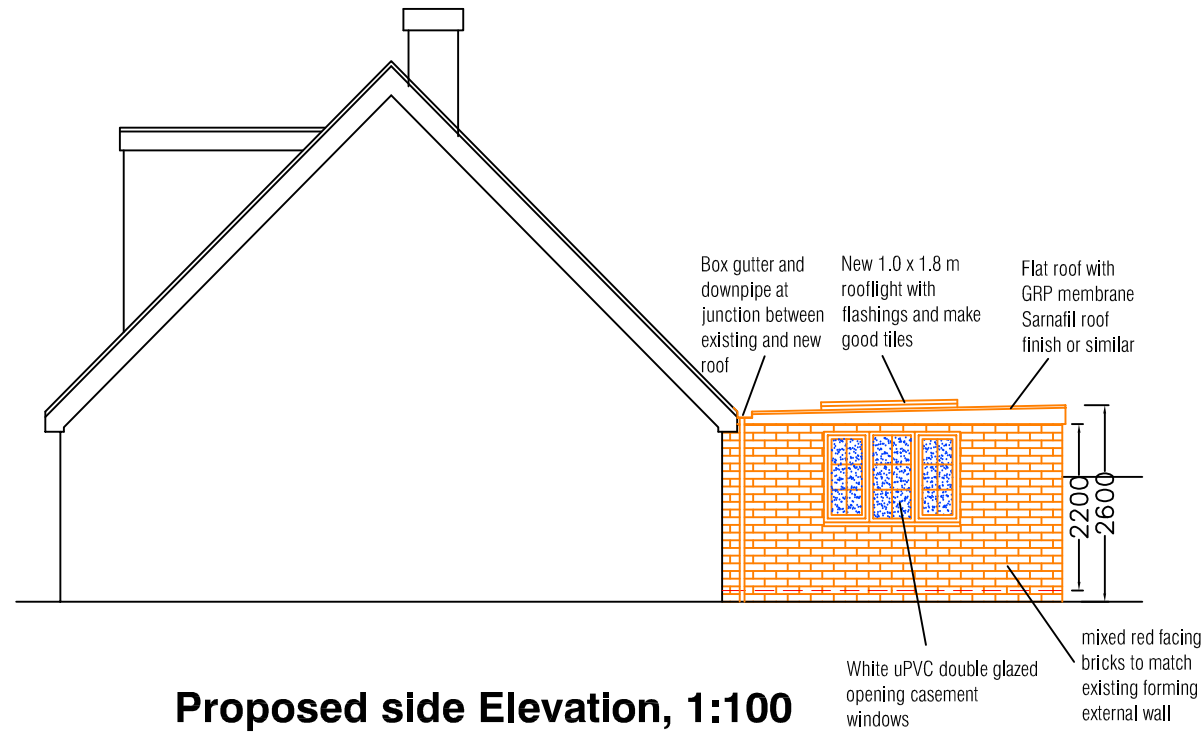 Box gutter and
downpipe at
junction between
existing and new
roof
New 1.0 x 1.8 m
rooflight with
flashings and make
good tiles
Flat roof with
GRP membrane
Sarnafil roof
finish or similar
2200
2600
White uPVC double glazed
opening casement
windows
mixed red facing
bricks to match
existing forming
external wall
Proposed side Elevation, 1:100